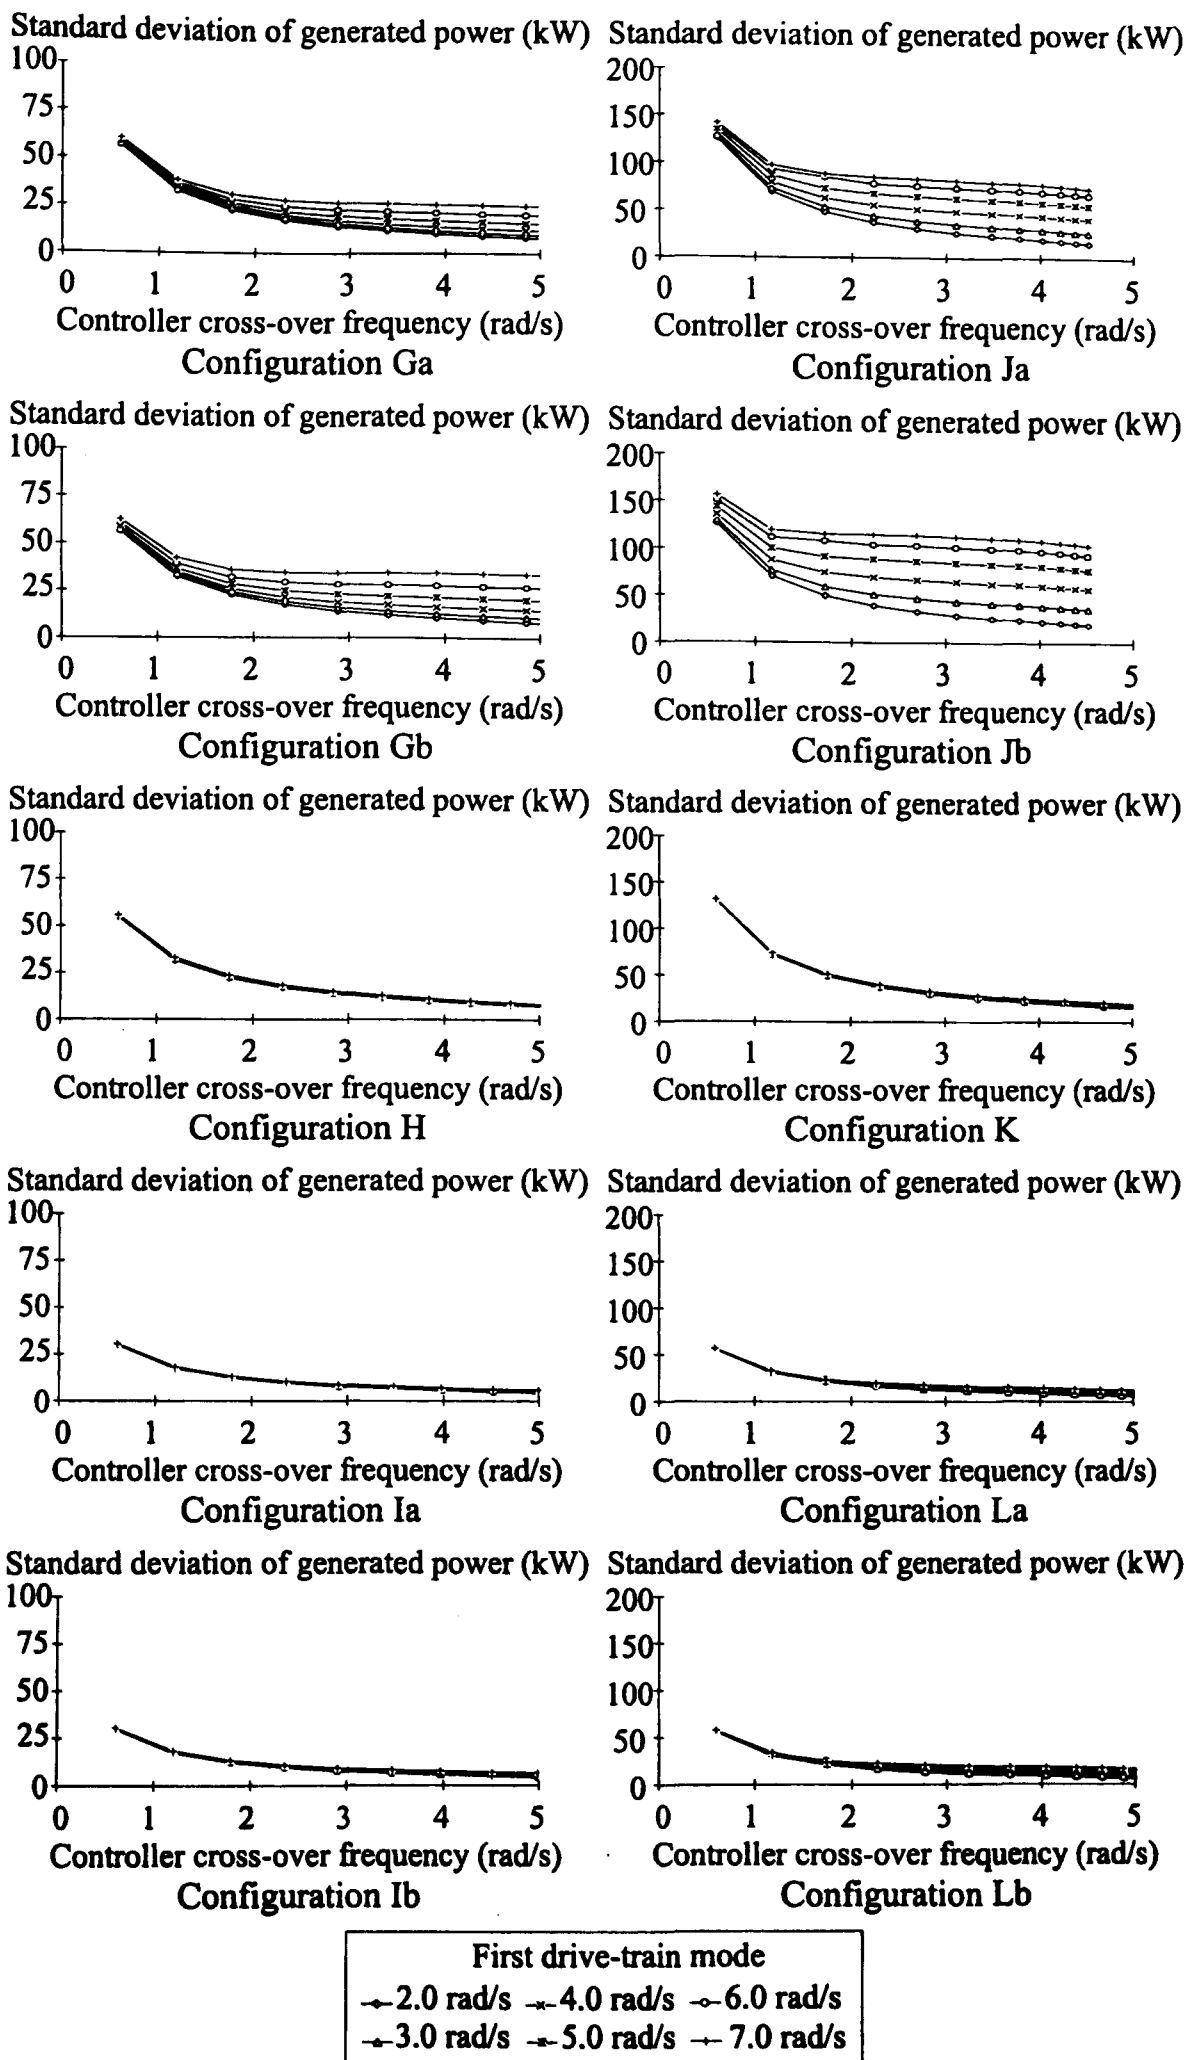 Standard deviation of generated power (kW)
100
75
50
25
0
0 1 2 3 4 5
Controller cross-over frequency (rad/s)
Configuration Ga
Standard deviation of generated power (kW)
200
150
100
50
0
0 1 2 3 4 5
Controller cross-over frequency (rad/s)
Configuration Ja
Standard deviation of generated power (kW)
100
75
50
25
0
0 1 2 3 4 5
Controller cross-over frequency (rad/s)
Configuration Gb
Standard deviation of generated power (kW)
200
150
100
50
0
0 1 2 3 4 5
Controller cross-over frequency (rad/s)
Configuration Jb
Standard deviation of generated power (kW)
100
75
50
25
0
0 1 2 3 4 5
Controller cross-over frequency (rad/s)
Configuration H
Standard deviation of generated power (kW)
200
150
100
50
0
0 1 2 3 4 5
Controller cross-over frequency (rad/s)
Configuration K
Standard deviation of generated power (kW)
100
75
50
25
0
0 1 2 3 4 5
Controller cross-over frequency (rad/s)
Configuration Ia
Standard deviation of generated power (kW)
200
150
100
50
0
0 1 2 3 4 5
Controller cross-over frequency (rad/s)
Configuration La
Standard deviation of generated power (kW)
100
75
50
25
0
0 1 2 3 4 5
Controller cross-over frequency (rad/s)
Configuration Ib
Standard deviation of generated power (kW)
200
150
100
50
0
0 1 2 3 4 5
Controller cross-over frequency (rad/s)
Configuration Lb
First drive-train mode
2.0 rad/s 4.0 rad/s 6.0 rad/s
3.0 rad/s 5.0 rad/s 7.0 rad/s